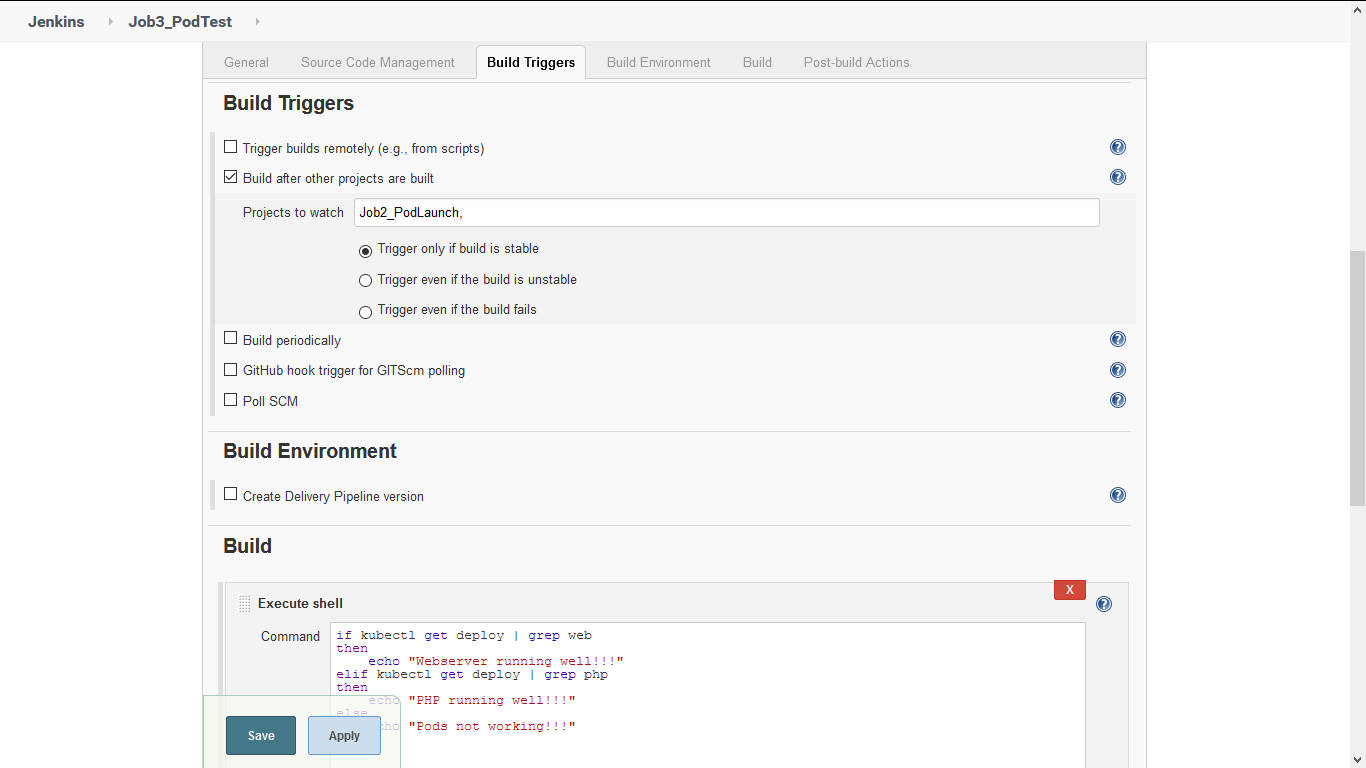 Jenkins Job3_PodTest
General Source Code Management Build Triggers Build Environment Build Post-build Actions
Build Triggers
Trigger builds remotely (e.g., from scripts)
Build after other projects are built
Projects to watch Job2_PodLaunch,
Trigger only if build is stable
Trigger even if the build is unstable
Trigger even if the build fails
Build periodically
GitHub hook trigger for GITScm polling
Poll SCM
Build Environment
Create Delivery Pipeline version
Build
X
Execute shell
Command
if kubectl get deploy | grep web
then
echo "Webserver running well!!!"
elif kubectl get deploy | grep php
then
echo "PHP running well!!!"
else
echo "Pods not working!!!"
Save Apply